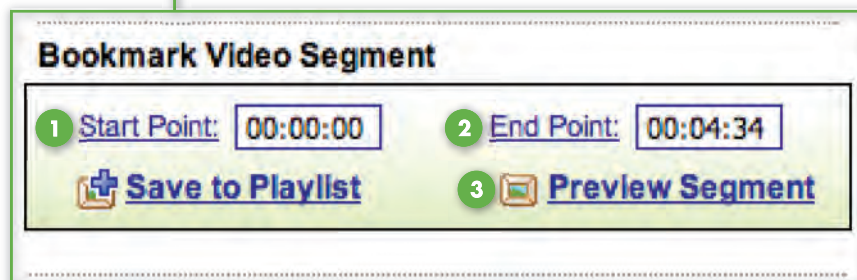 Bookmark Video Segment
1 Start Point: 00:00:00 2 End Point: 00:04:34
Save to Playlist 3 Preview Segment